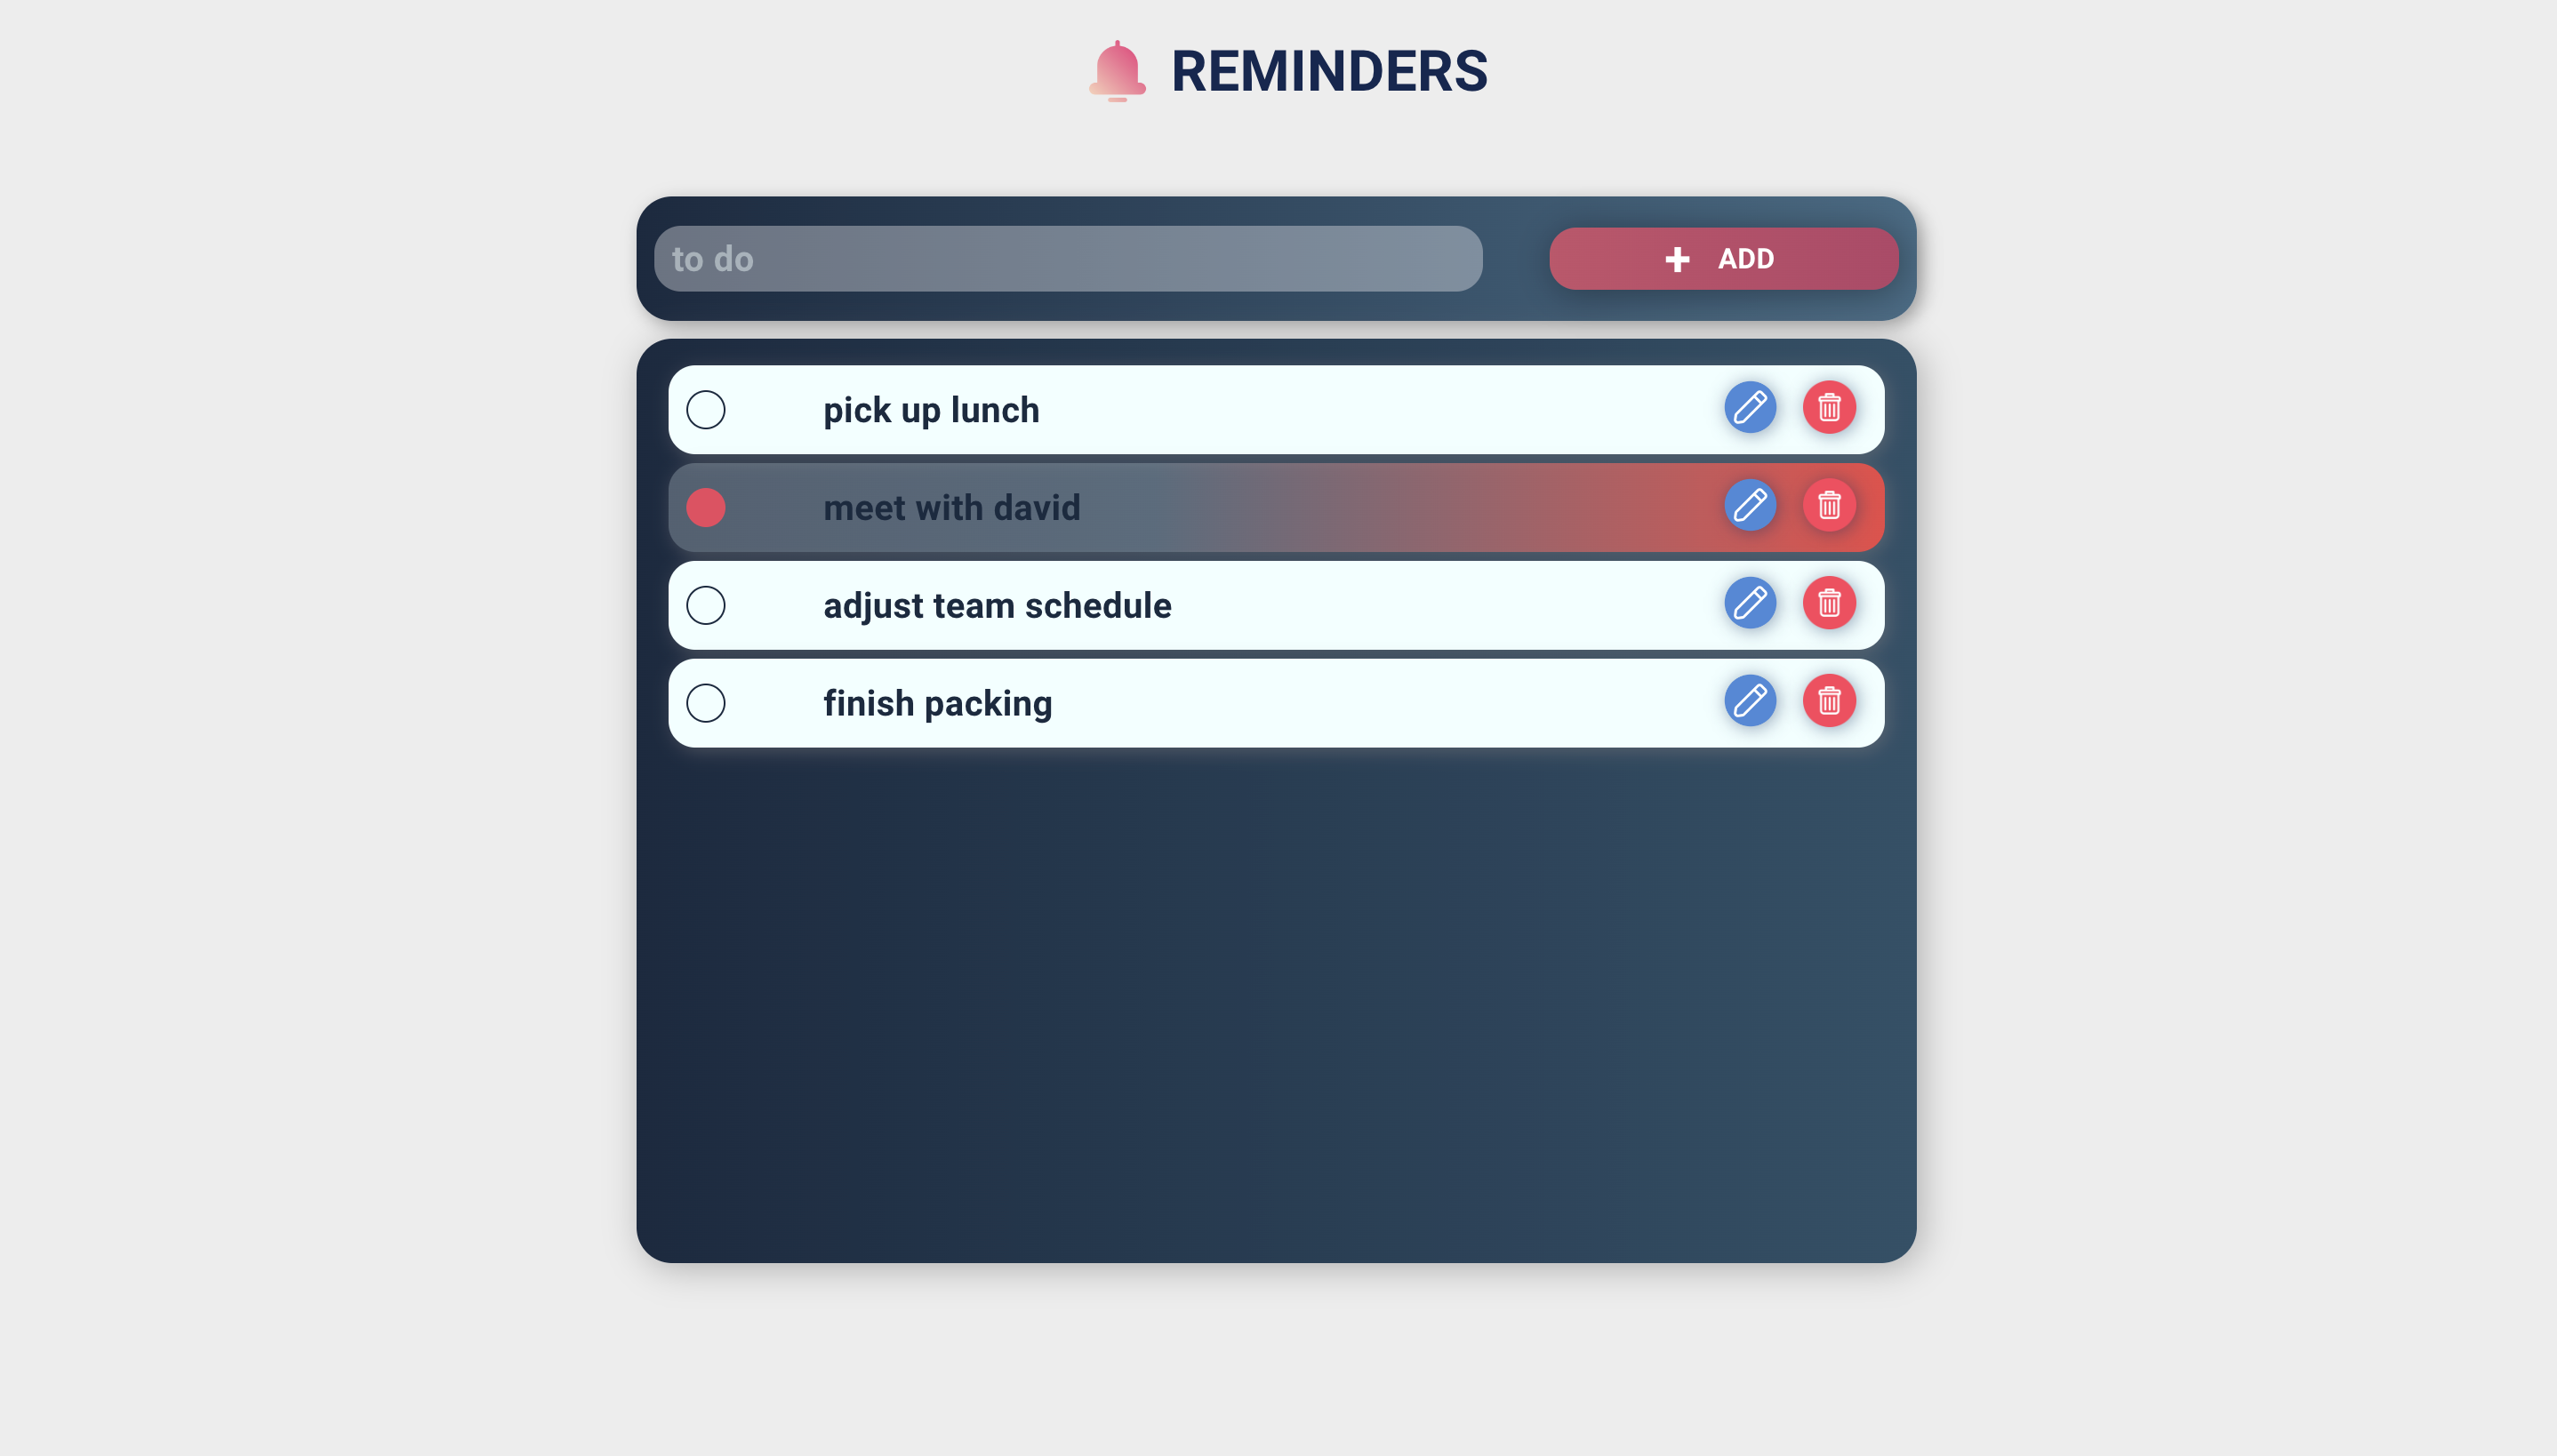 REMINDERS
to do
ADD
pick up lunch
meet with david
adjust team schedule
finish packing